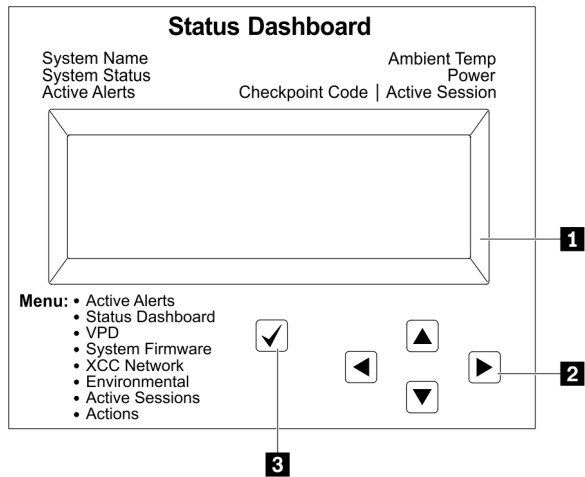 Status Dashboard
System Name
System Status
Active Alerts
Ambient Temp
Power
Checkpoint Code | Active Session
1
Menu: • Active Alerts
• Status Dashboard
• VPD
• System Firmware
• XCC Network
• Environmental
• Active Sessions
• Actions
2
3